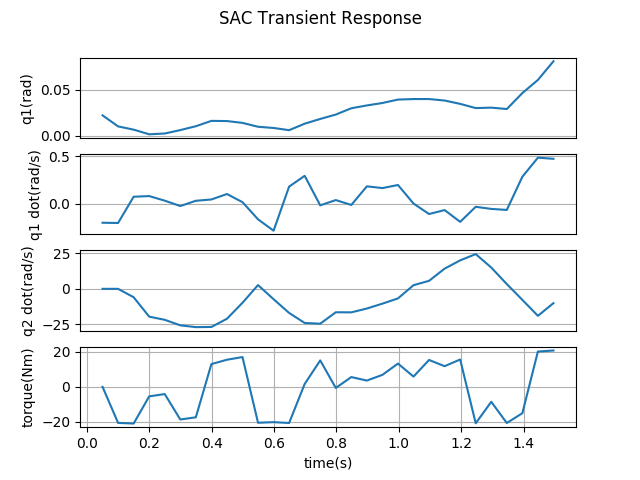 SAC Transient Response
q1(rad)
0.05
0.00
q1 dot(rad/s)
0.5
0.0
q2 dot(rad/s)
25
0
−25
torque(Nm)
20
0
−20
0.0 0.2 0.4 0.6 0.8 1.0 1.2 1.4
time(s)